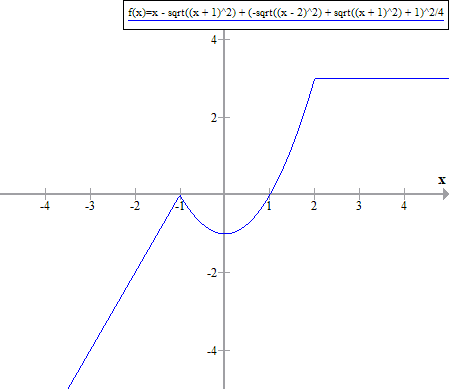 f(x)=x - sqrt((x + 1)^2) + (-sqrt((x - 2)^2) + sqrt((x + 1)^2) + 1)^2/4
4
2
x
-4 -3 -2 -1 1 2 3 4
-2
-4